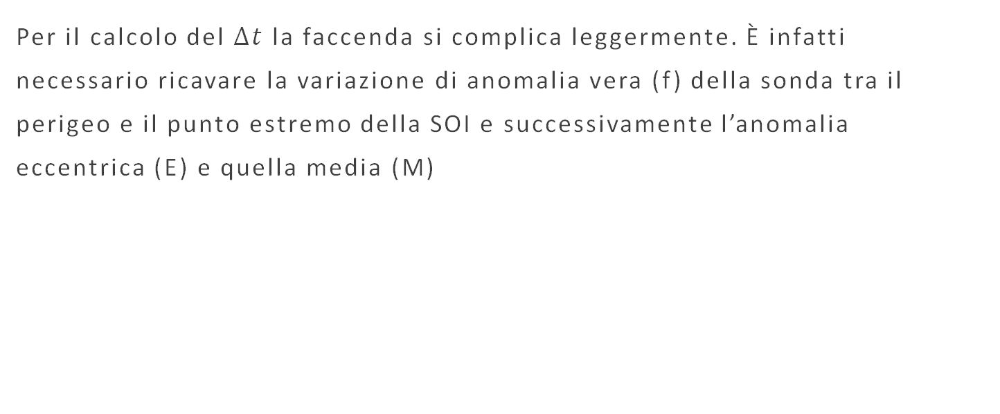 Per il calcolo del Δt la faccenda si complica leggermente. È infatti
necessario ricavare la variazione di anomalia vera (f) della sonda tra il
perigeo e il punto estremo della SOI e successivamente l’anomalia
eccentrica (E) e quella media (M)